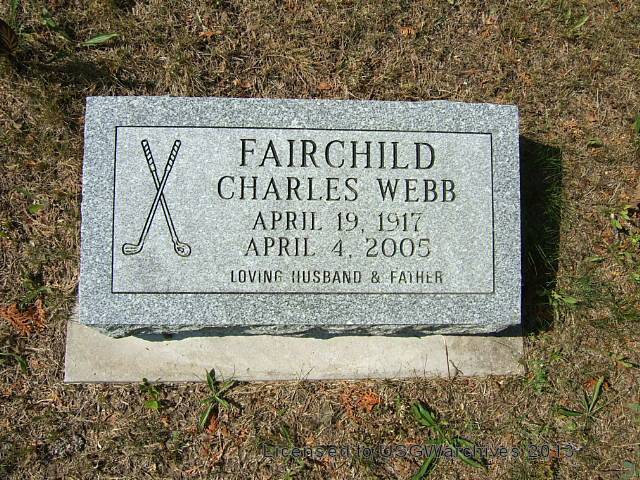 FAIRCHILD
CHARLES WEBB
APRIL 19, 1917
APRIL 4, 2005
LOVING HUSBAND & FATHER
Licensed to USGWarchives 2013